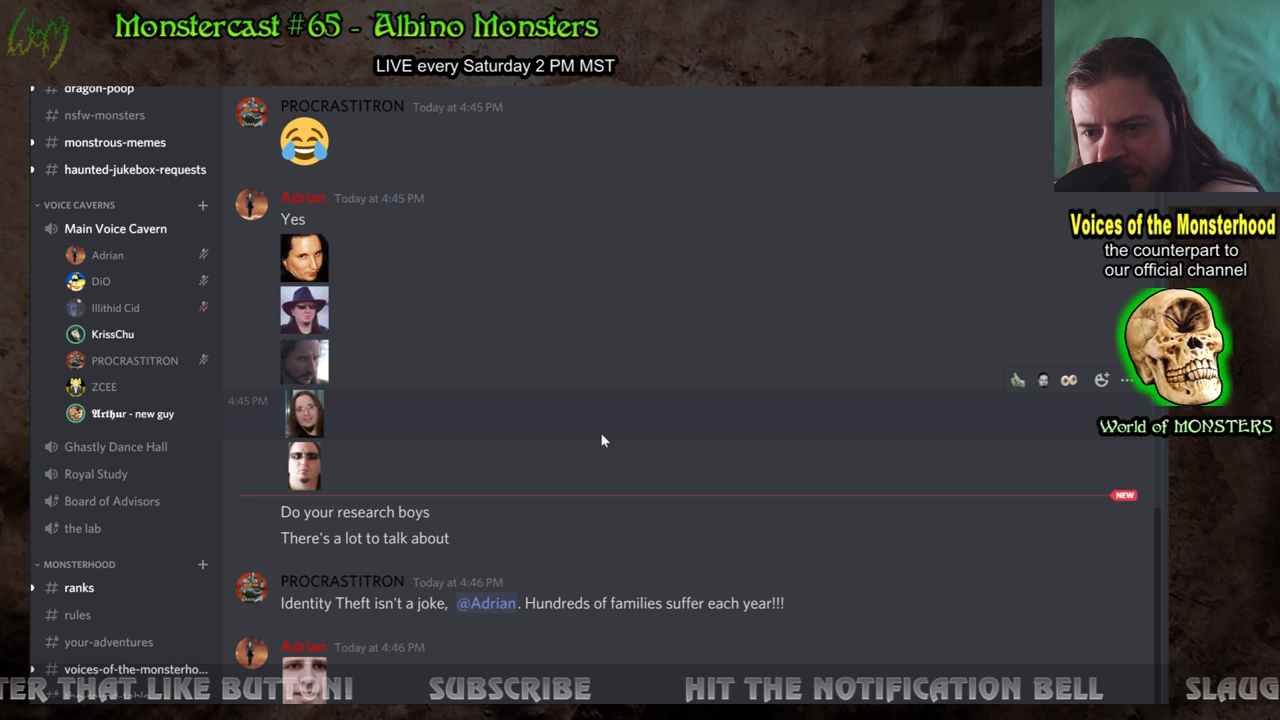 Monstercast #65 - Albino Monsters
LIVE every Saturday 2 PM MST
dragon-poop
nsfw-monsters
monstrous-memes
haunted-jukebox-requests
VOICE CAVERNS
Main Voice Cavern
Adrian
DiO
Illithid Cid
KrissChu
PROCRASTITRON
ZCEE
𝕬𝖗𝖙𝖍𝖚𝖗 - new guy
Ghastly Dance Hall
Royal Study
Board of Advisors
the lab
MONSTERHOOD
# ranks
# rules
# your-adventures
# voices-of-the-monsterho...
PROCRASTITRON Today at 4:45 PM
Adrian Today at 4:45 PM
Yes
4:45 PM
NEW
Do your research boys
There's a lot to talk about
PROCRASTITRON Today at 4:46 PM
Identity Theft isn't a joke, @Adrian. Hundreds of families suffer each year!!!
Adrian Today at 4:46 PM
Voices of the Monsterhood
the counterpart to
our official channel
World of MONSTERS
TER THAT LIKE BUTTON! SUBSCRIBE HIT THE NOTIFICATION BELL SLAUG